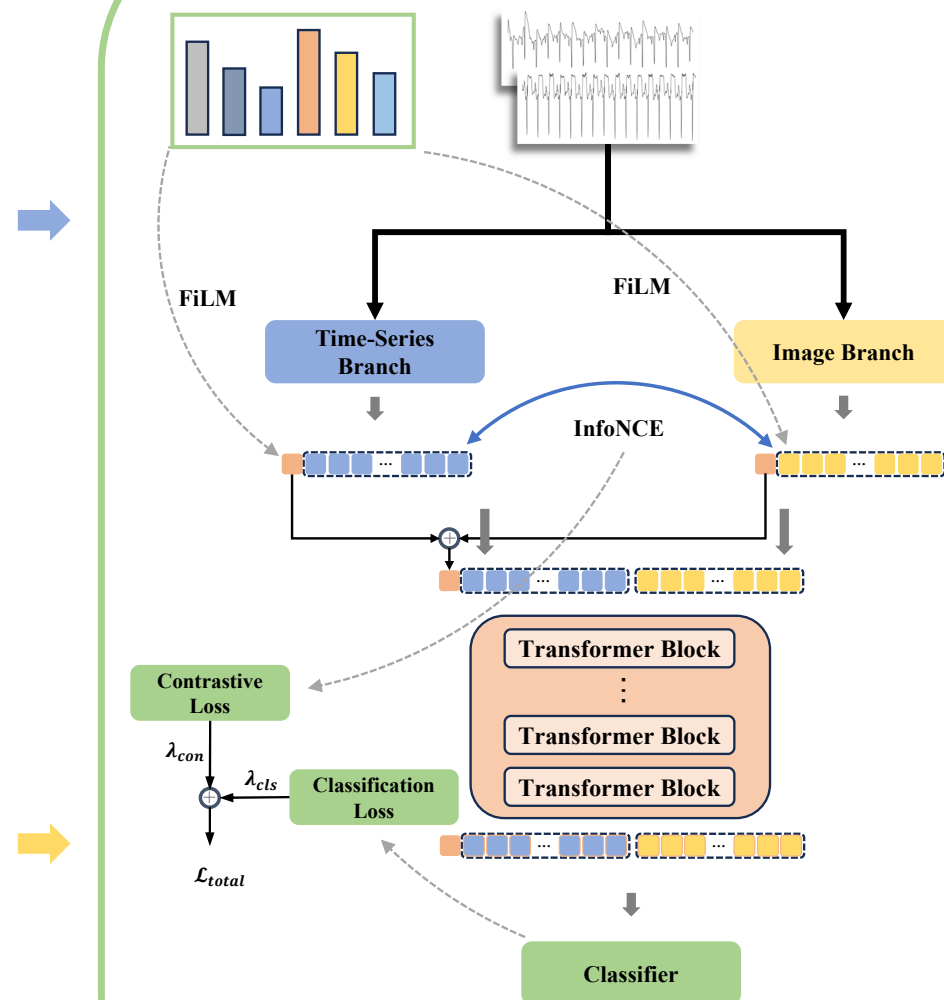 FiLM
FiLM
Time-Series
Branch
Image Branch
InfoNCE
...
...
...
...
Transformer Block
⋮
Transformer Block
Transformer Block
Contrastive
Loss
λcon
λcls
Classification
Loss
...
...
ℒtotal
Classifier